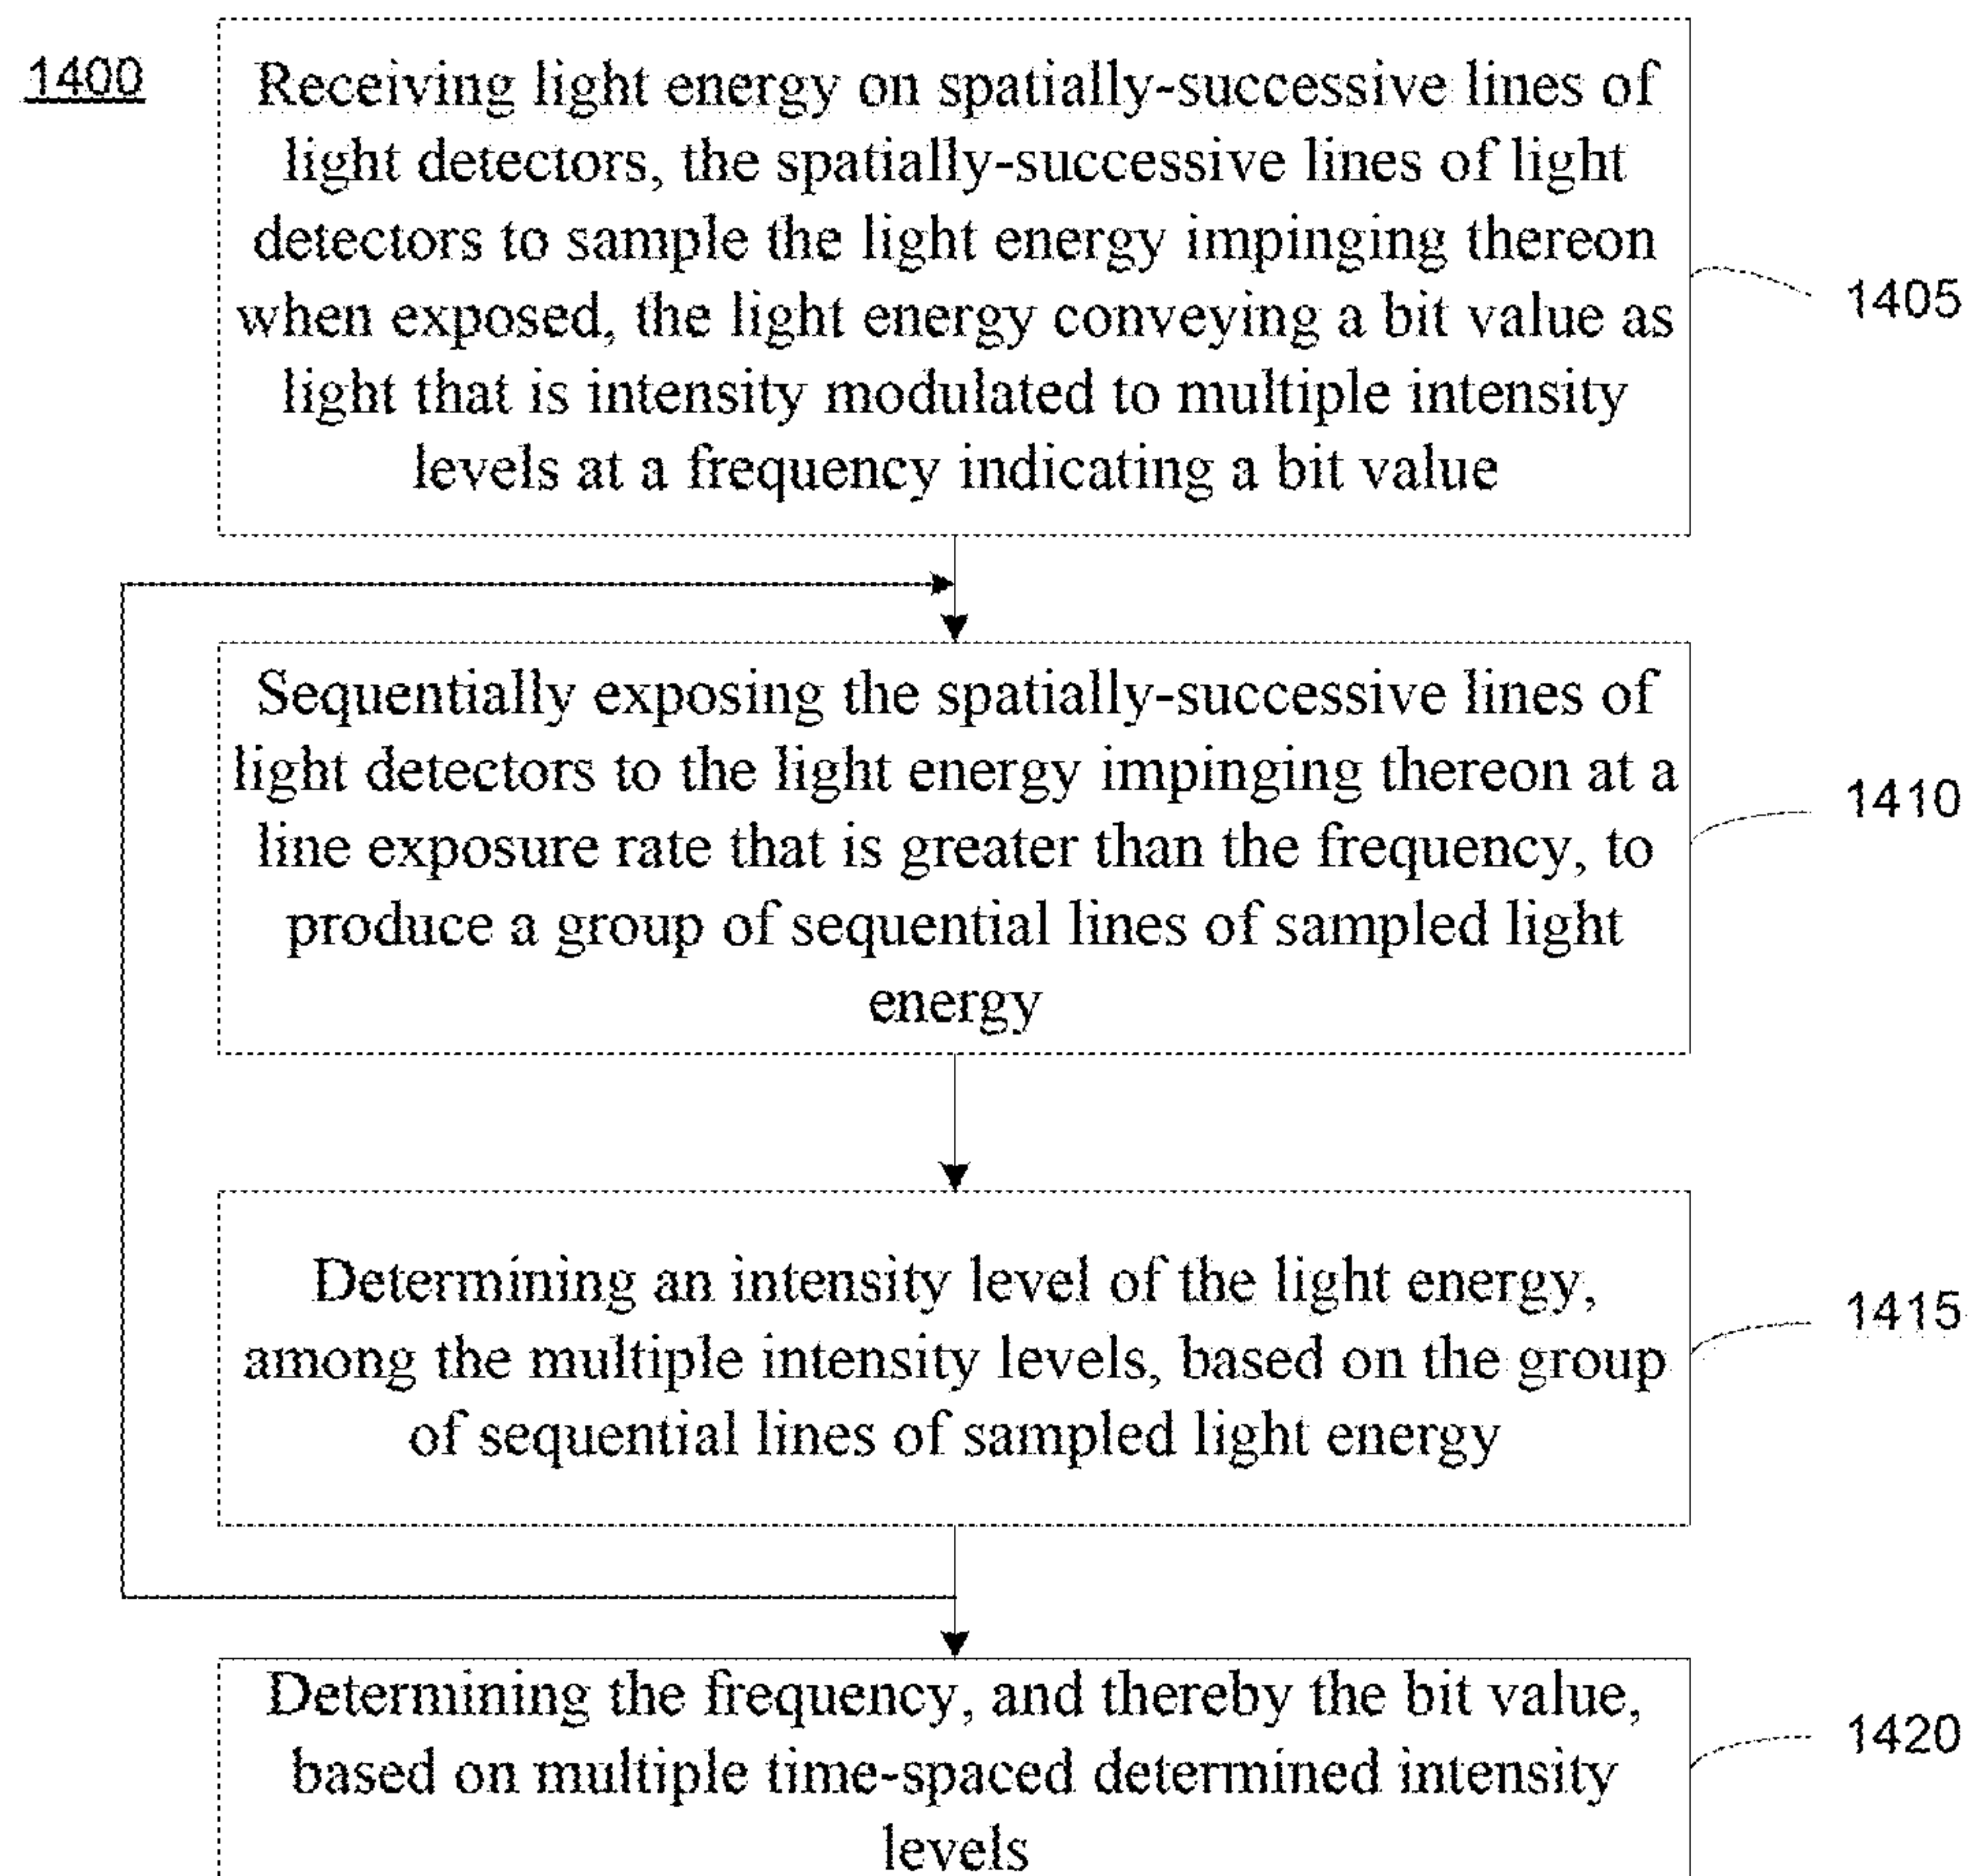 1400
Receiving light energy on spatially-successive lines of
light detectors, the spatially-successive lines of light
detectors to sample the light energy impinging thereon
when exposed, the light energy conveying a bit value as
light that is intensity modulated to multiple intensity
levels at a frequency indicating a bit value
1405
Sequentially exposing the spatially-successive lines of
light detectors to the light energy impinging thereon at a
line exposure rate that is greater than the frequency, to
produce a group of sequential lines of sampled light
energy
1410
Determining an intensity level of the light energy,
among the multiple intensity levels, based on the group
of sequential lines of sampled light energy
1415
Determining the frequency, and thereby the bit value,
based on multiple time-spaced determined intensity
levels
1420